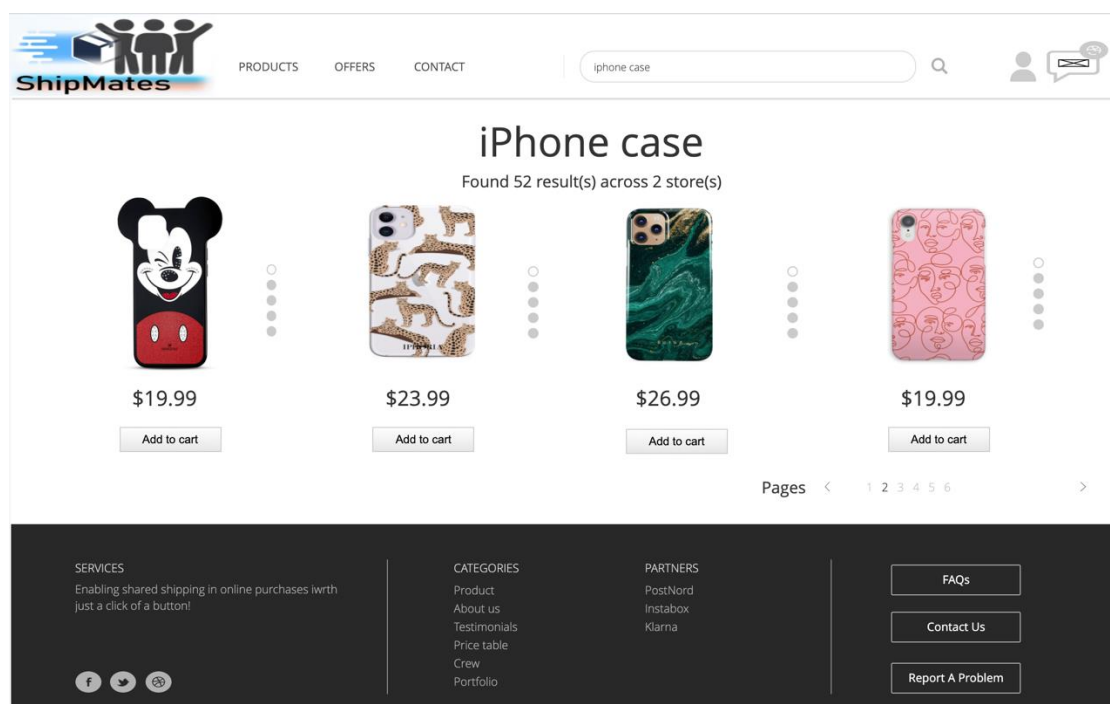 ShipMates
PRODUCTS OFFERS CONTACT
iphone case
iPhone case
Found 52 result(s) across 2 store(s)
IPHORIA
$19.99 $23.99 $26.99 $19.99
Add to cart Add to cart Add to cart Add to cart
Pages < 1 2 3 4 5 6 >
SERVICES
Enabling shared shipping in online purchases iwrth
just a click of a button!
CATEGORIES
Product
About us
Testimonials
Price table
Crew
Portfolio
PARTNERS
PostNord
Instabox
Klarna
FAQs
Contact Us
Report A Problem